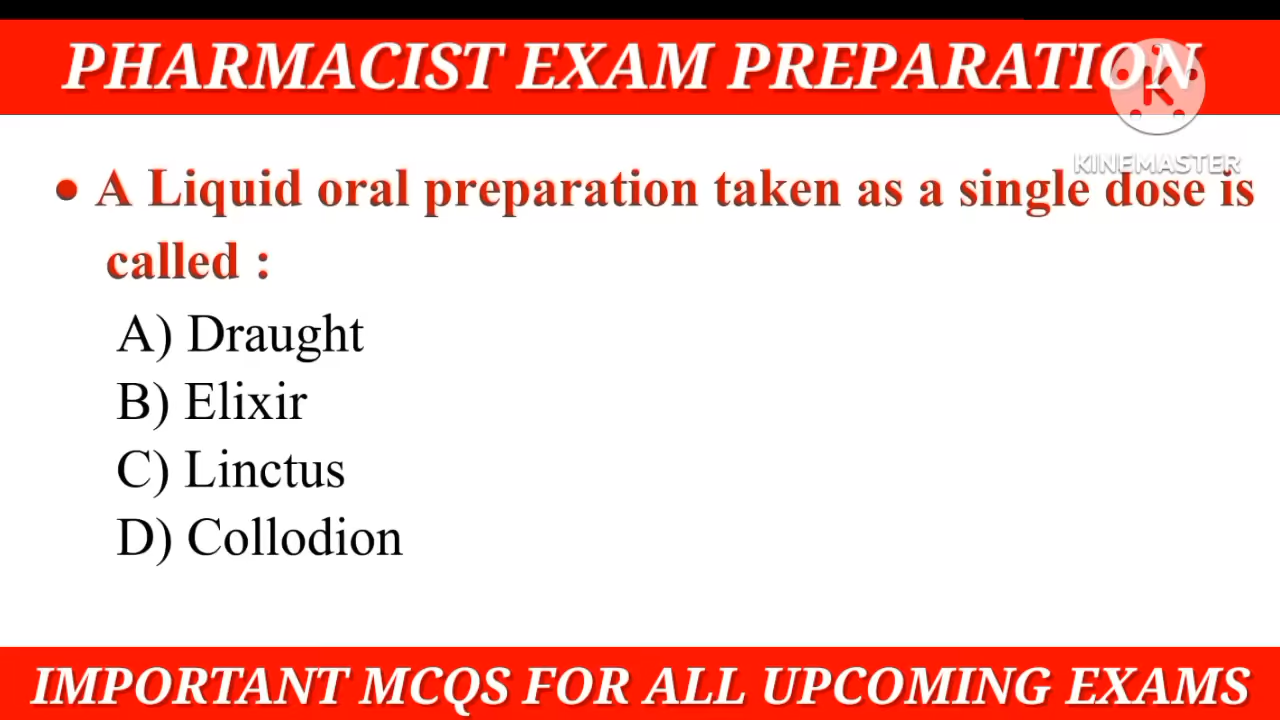 PHARMACIST EXAM PREPARATION
K
KINEMASTER
• A Liquid oral preparation taken as a single dose is
called :
A) Draught
B) Elixir
C) Linctus
D) Collodion
IMPORTANT MCQS FOR ALL UPCOMING EXAMS